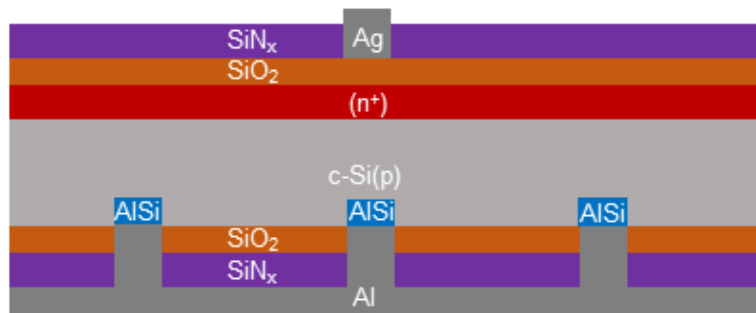 SiNₓ Ag
SiO₂
(n⁺)
c-Si(p)
AlSi AlSi AlSi
SiO₂
SiNₓ
Al